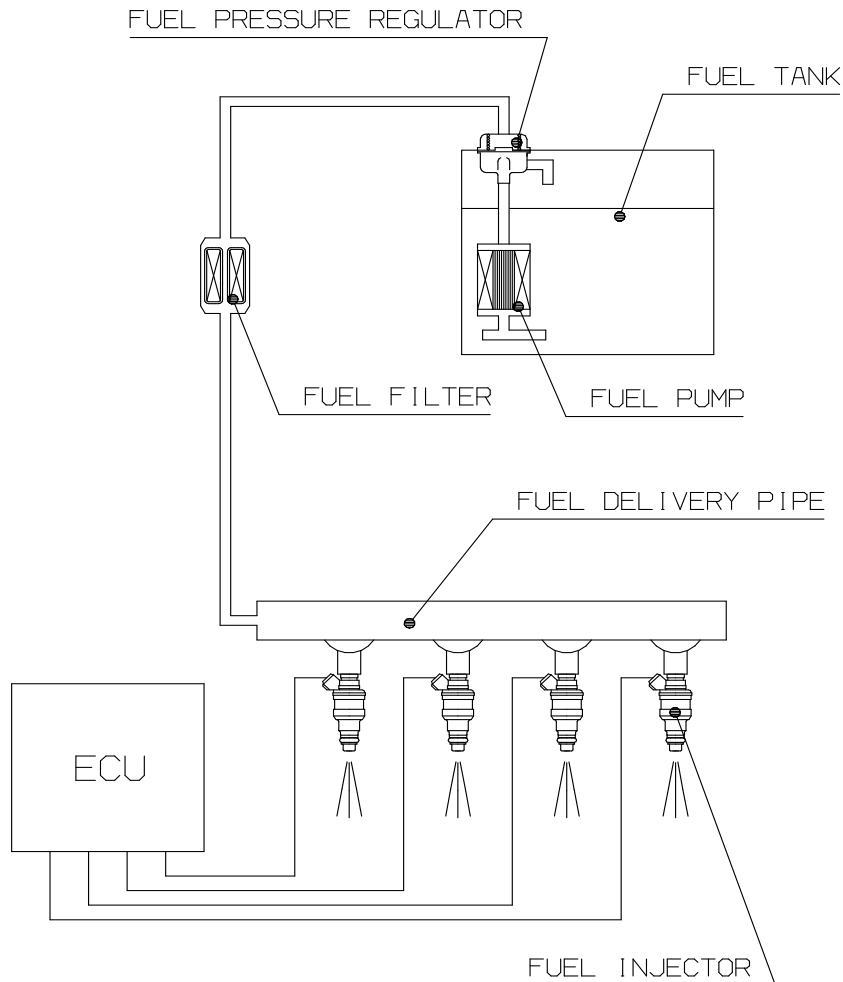 FUEL PRESSURE REGULATOR
FUEL TANK
FUEL FILTER
FUEL PUMP
FUEL DELIVERY PIPE
ECU
FUEL INJECTOR